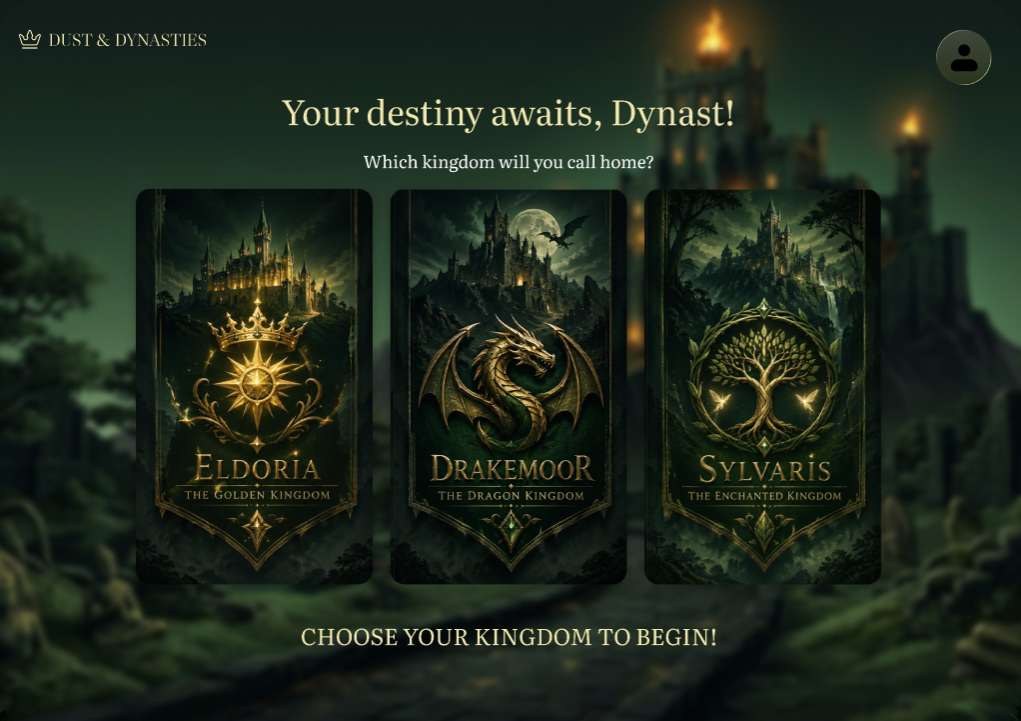 DUST & DYNASTIES
Your destiny awaits, Dynast!
Which kingdom will you call home?
ELDORIA
THE GOLDEN KINGDOM
DRAKEMOOR
THE DRAGON KINGDOM
SYLVARIS
THE ENCHANTED KINGDOM
CHOOSE YOUR KINGDOM TO BEGIN!